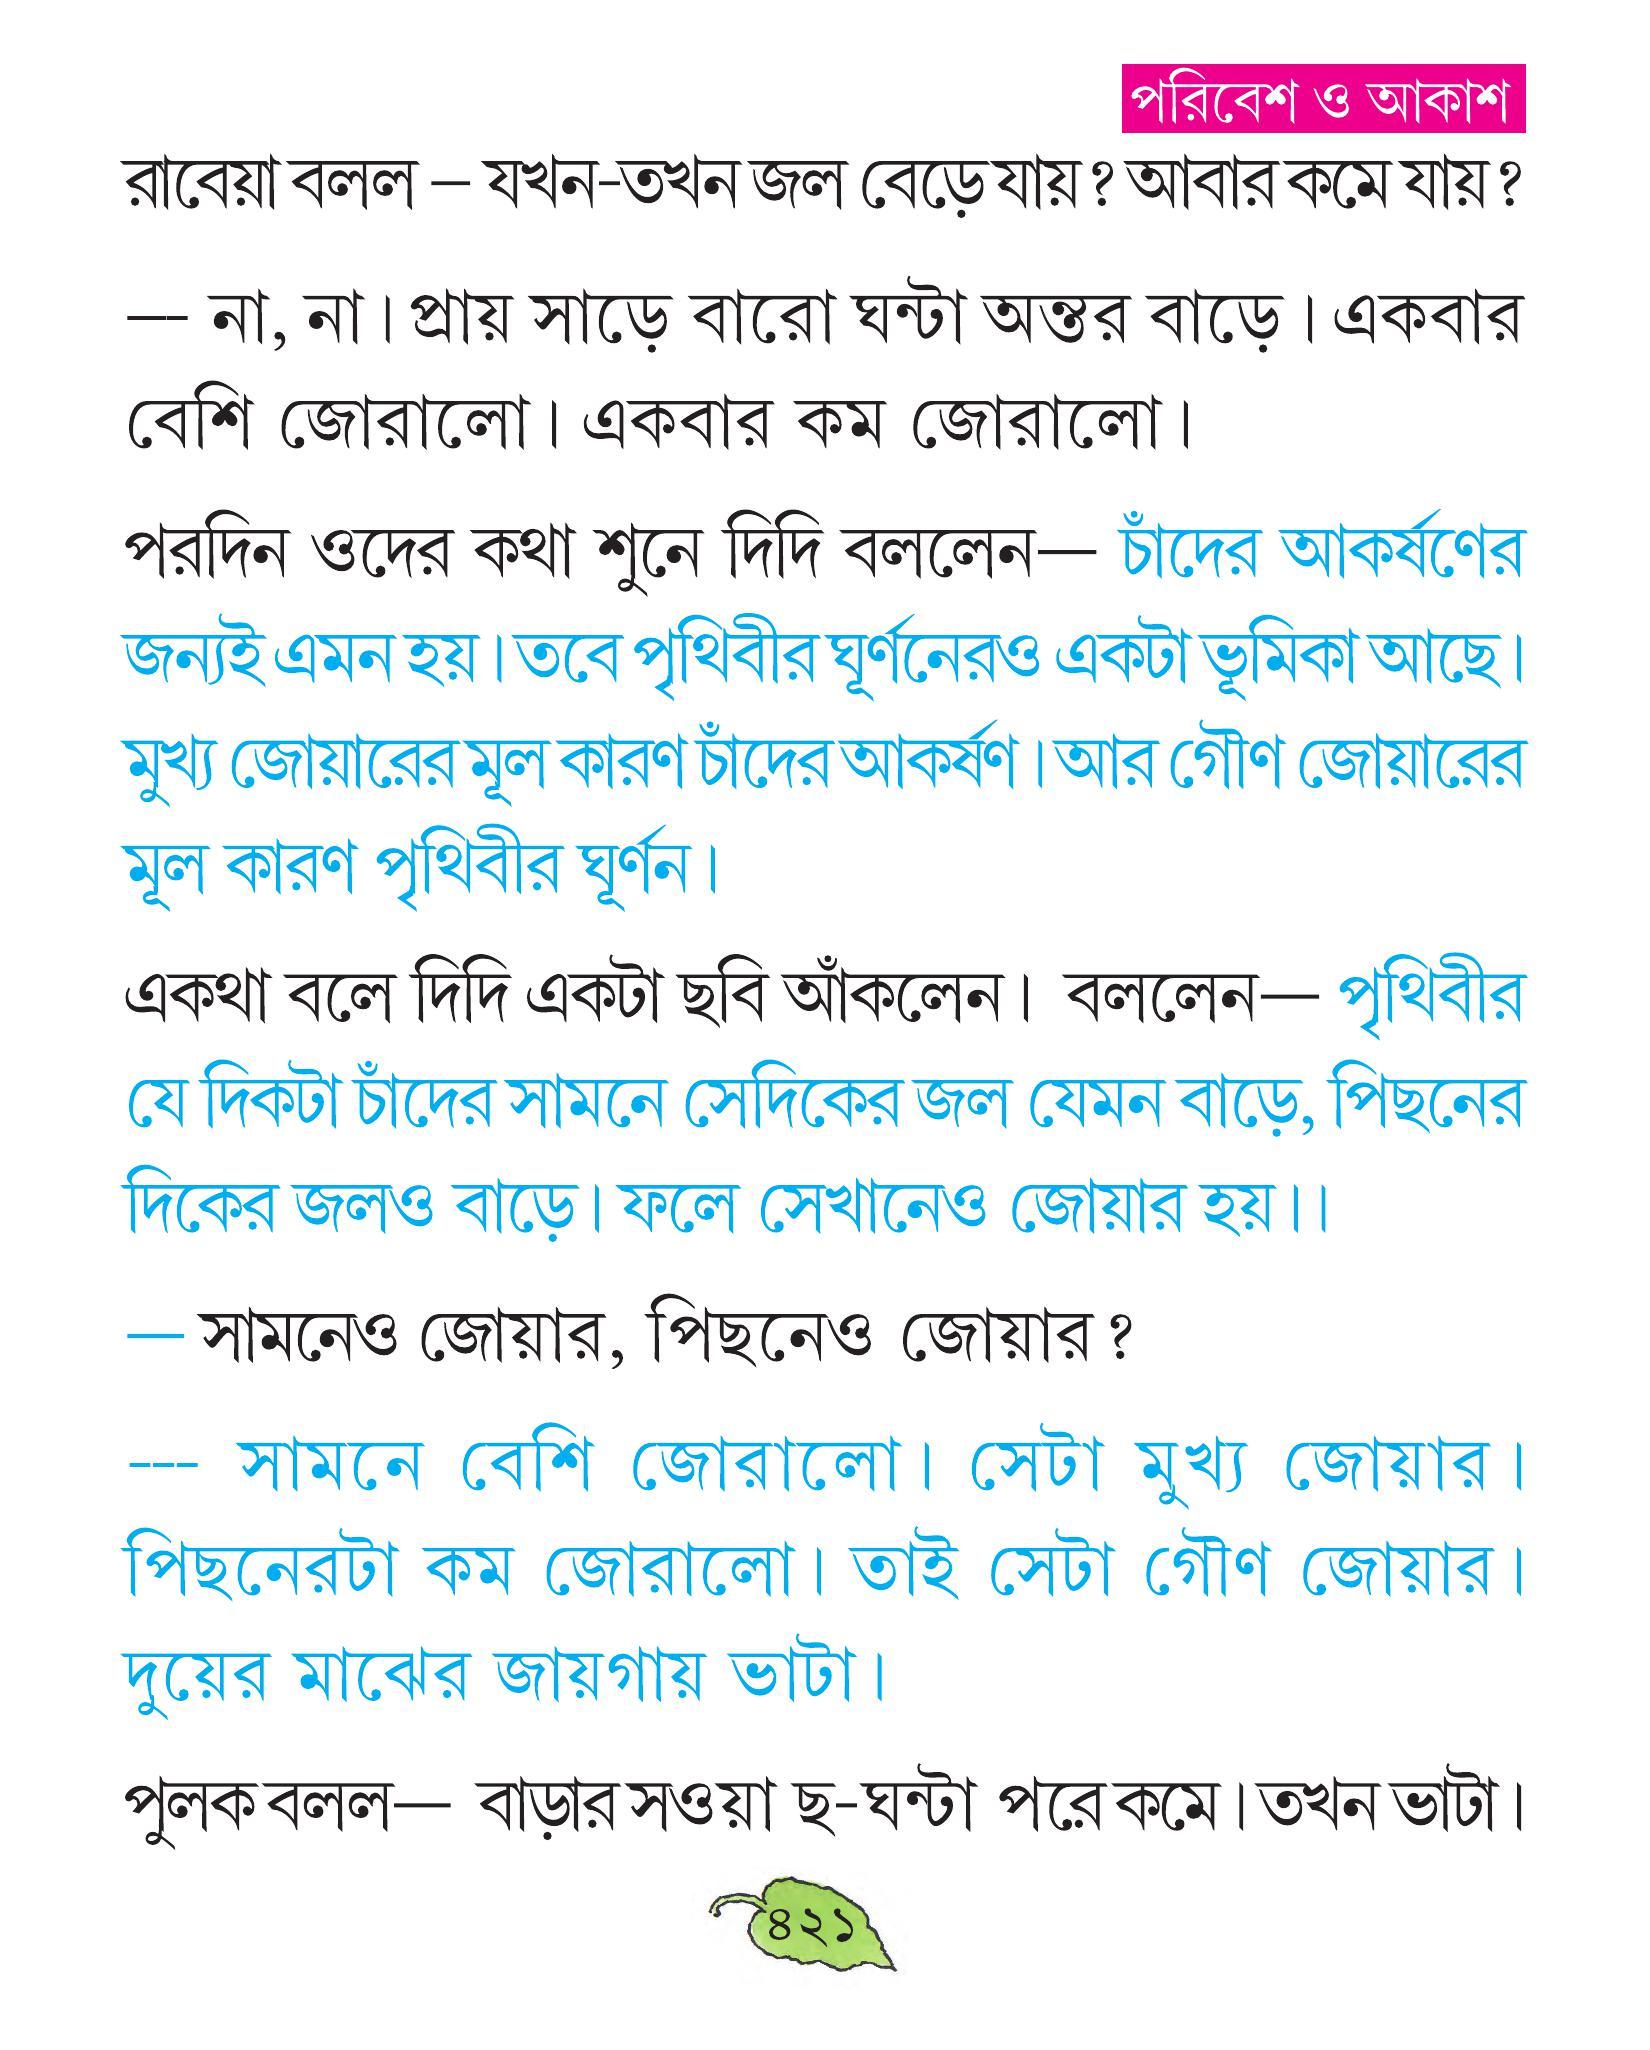 পরিবেশ ও আকাশ
রাবেয়া বলল – যখন-তখন জল বেড়ে যায়? আবার কমে যায়?
–- না, না। প্রায় সাড়ে বারো ঘন্টা অন্তর বাড়ে। একবার
বেশি জোরালো। একবার কম জোরালো।
পরদিন ওদের কথা শুনে দিদি বললেন— চাঁদের আকর্ষণের
জন্যই এমন হয়। তবে পৃথিবীর ঘূর্ণনেরও একটা ভূমিকা আছে।
মুখ্য জোয়ারের মূল কারণ চাঁদের আকর্ষণ। আর গৌণ জোয়ারের
মূল কারণ পৃথিবীর ঘূর্ণন।
একথা বলে দিদি একটা ছবি আঁকলেন। বললেন— পৃথিবীর
যে দিকটা চাঁদের সামনে সেদিকের জল যেমন বাড়ে, পিছনের
দিকের জলও বাড়ে। ফলে সেখানেও জোয়ার হয়।।
— সামনেও জোয়ার, পিছনেও জোয়ার?
--- সামনে বেশি জোরালো। সেটা মুখ্য জোয়ার।
পিছনেরটা কম জোরালো। তাই সেটা গৌণ জোয়ার।
দুয়ের মাঝের জায়গায় ভাটা।
পুলক বলল— বাড়ার সওয়া ছ-ঘন্টা পরে কমে। তখন ভাটা।
৪২১